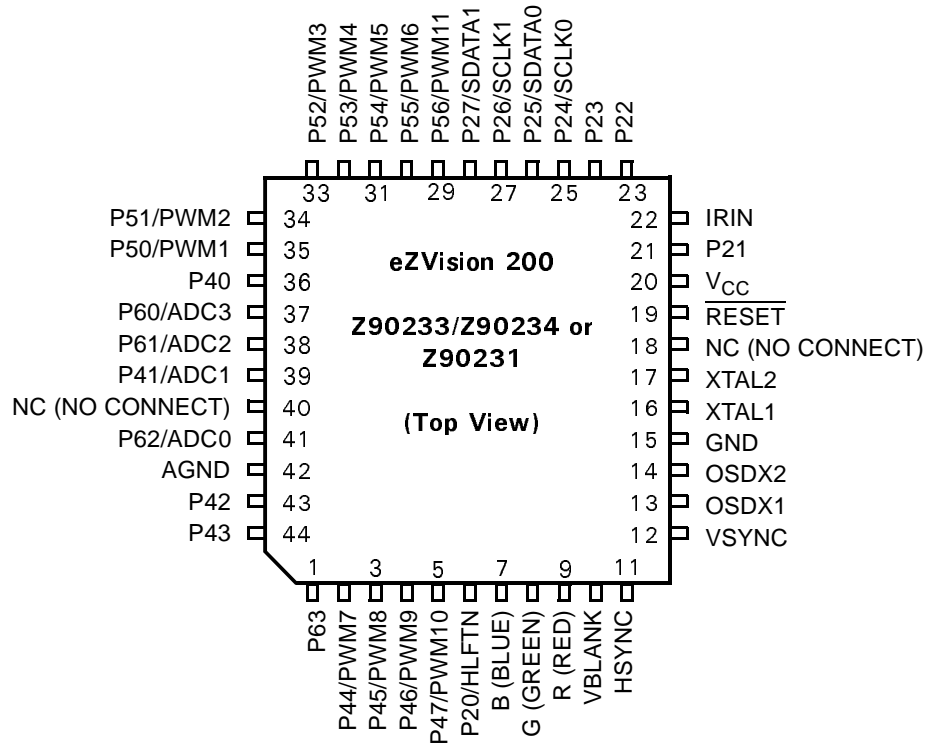 P52/PWM3
P53/PWM4
P54/PWM5
P55/PWM6
P56/PWM11
P27/SDATA1
P26/SCLK1
P25/SDATA0
P24/SCLK0
P23
P22
33
31
29
27
25
23
P51/PWM2 34
P50/PWM1 35
P40 36
P60/ADC3 37
P61/ADC2 38
P41/ADC1 39
NC (NO CONNECT) 40
P62/ADC0 41
AGND 42
P42 43
P43 44
eZVision 200
Z90233/Z90234 or
Z90231
(Top View)
22 IRIN
21 P21
20 VCC
19 RESET
18 NC (NO CONNECT)
17 XTAL2
16 XTAL1
15 GND
14 OSDX2
13 OSDX1
12 VSYNC
1
3
5
7
9
11
P63
P44/PWM7
P45/PWM8
P46/PWM9
P47/PWM10
P20/HLFTN
B (BLUE)
G (GREEN)
R (RED)
VBLANK
HSYNC